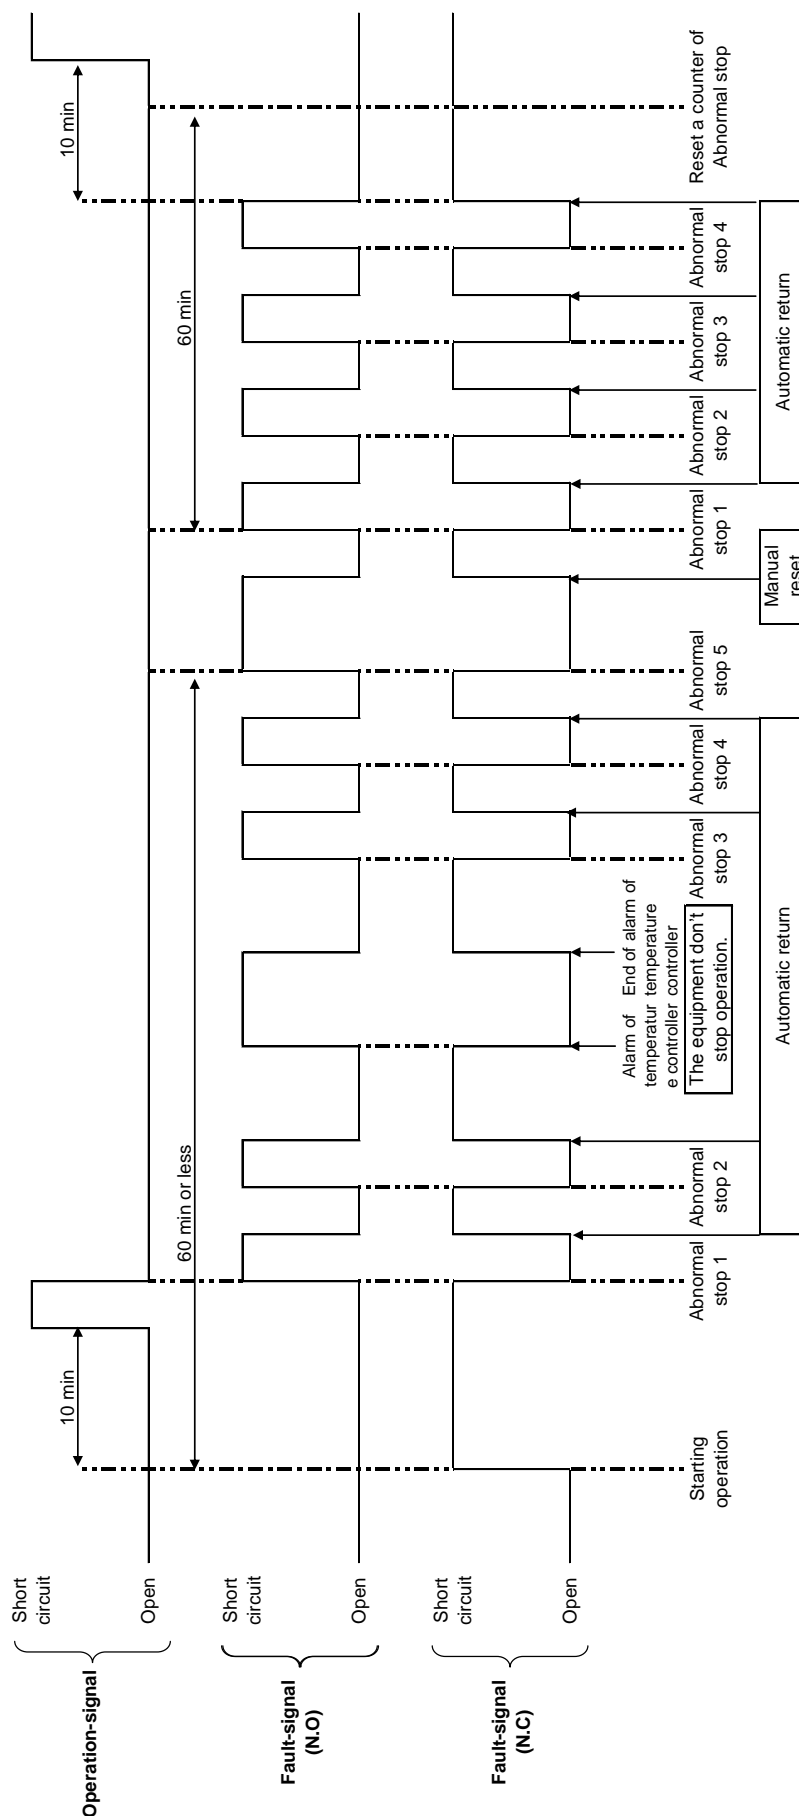 Operation-signal
Short
circuit
Open
Fault-signal
(N.O)
Short
circuit
Open
Fault-signal
(N.C)
Short
circuit
Open
10 min
60 min or less
60 min
10 min
Starting
operation
Abnormal
stop 1
Abnormal
stop 2
Alarm of
temperatur
e controller
End of alarm of
temperature
controller
The equipment don't
stop operation.
Abnormal
stop 3
Abnormal
stop 4
Abnormal
stop 5
Abnormal
stop 1
Abnormal
stop 2
Abnormal
stop 3
Abnormal
stop 4
Reset a counter of
Abnormal stop
Automatic return
Manual
reset
Automatic return